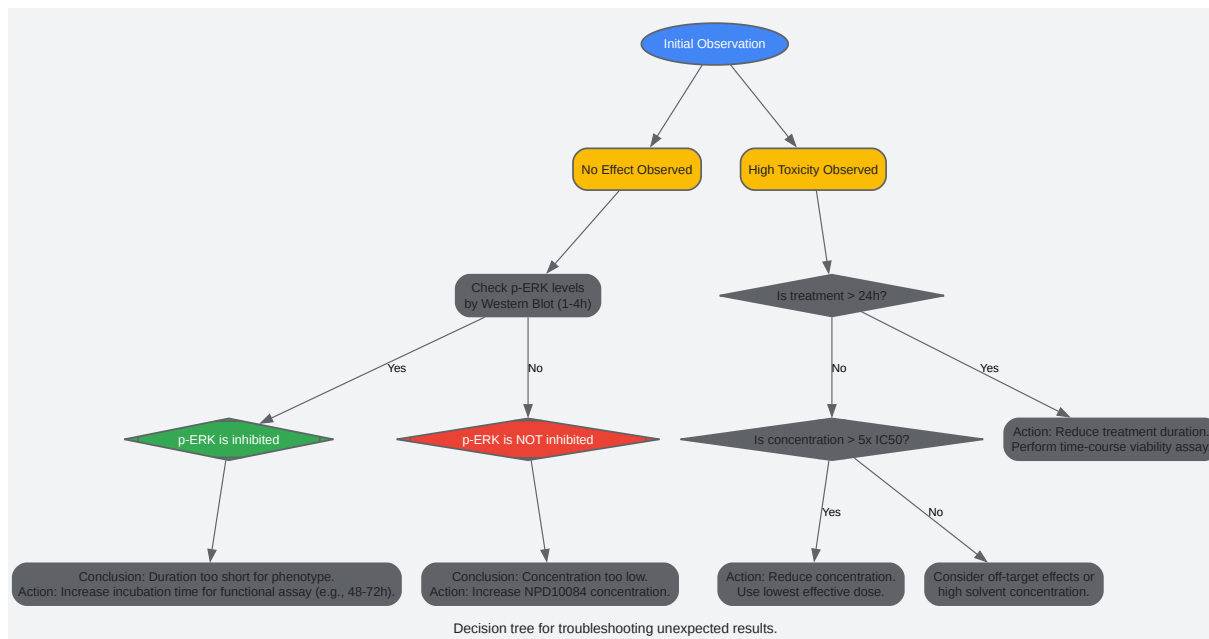 Initial Observation
No Effect Observed
High Toxicity Observed
Check p-ERK levels
by Western Blot (1-4h)
Is treatment > 24h?
Yes
No
No
Yes
p-ERK is inhibited
p-ERK is NOT inhibited
Is concentration > 5x IC50?
Action: Reduce treatment duration.
Perform time-course viability assay
Yes
No
Conclusion: Duration too short for phenotype.
Action: Increase incubation time for functional assay (e.g., 48-72h).
Conclusion: Concentration too low.
Action: Increase NPD10084 concentration.
Action: Reduce concentration.
Use lowest effective dose.
Consider off-target effects or
high solvent concentration.
Decision tree for troubleshooting unexpected results.